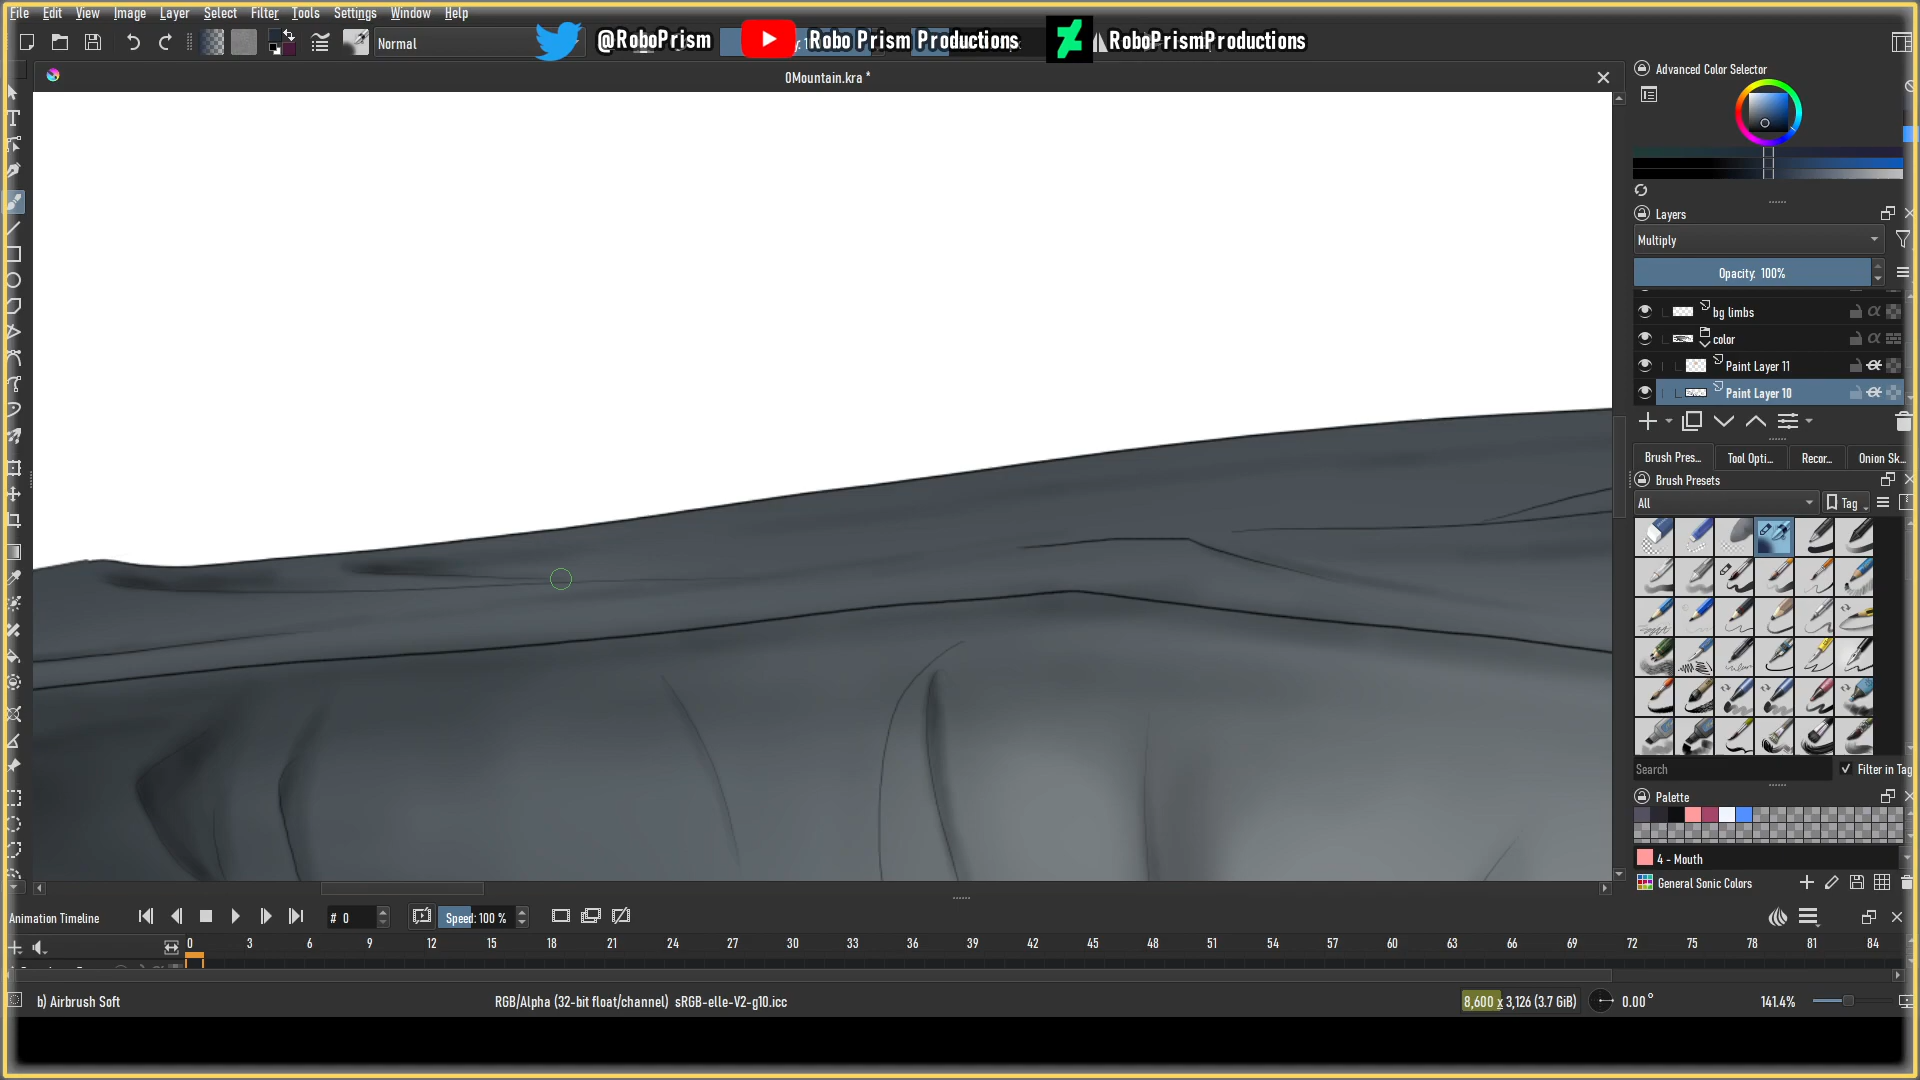 File Edit View Image Layer Select Filter Tools Settings Window Help
Normal
@RoboPrism
Robo Prism Productions
RoboPrismProductions
0Mountain.kra *
Advanced Color Selector
Layers
Multiply
Opacity: 100%
bg limbs
color
Paint Layer 11
Paint Layer 10
Brush Pres... Tool Opti... Recor... Onion Sk...
Brush Presets
All
Tag
Search
Filter in Tag
Palette
4 - Mouth
General Sonic Colors
Animation Timeline
# 0
Speed: 100 %
0 3 6 9 12 15 18 21 24 27 30 33 36 39 42 45 48 51 54 57 60 63 66 69 72 75 78 81 84
b) Airbrush Soft
RGB/Alpha (32-bit float/channel) sRGB-elle-V2-g10.icc
8,600 x 3,126 (3.7 GiB)
0.00°
141.4%